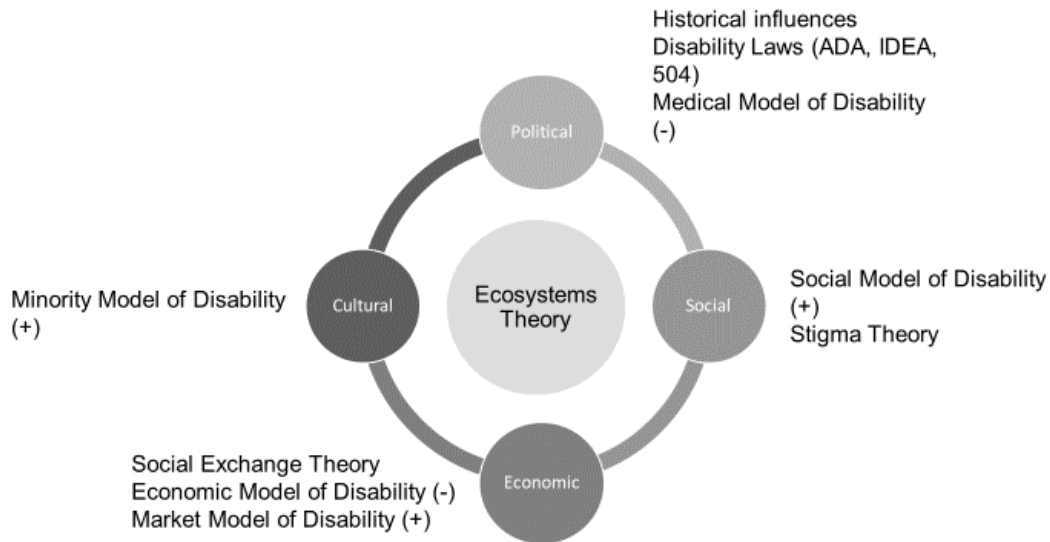 Historical influences
Disability Laws (ADA, IDEA,
504)
Medical Model of Disability
(-)
Political
Minority Model of Disability
(+)
Cultural
Ecosystems
Theory
Social
Social Model of Disability
(+)
Stigma Theory
Social Exchange Theory
Economic Model of Disability (-)
Market Model of Disability (+)
Economic